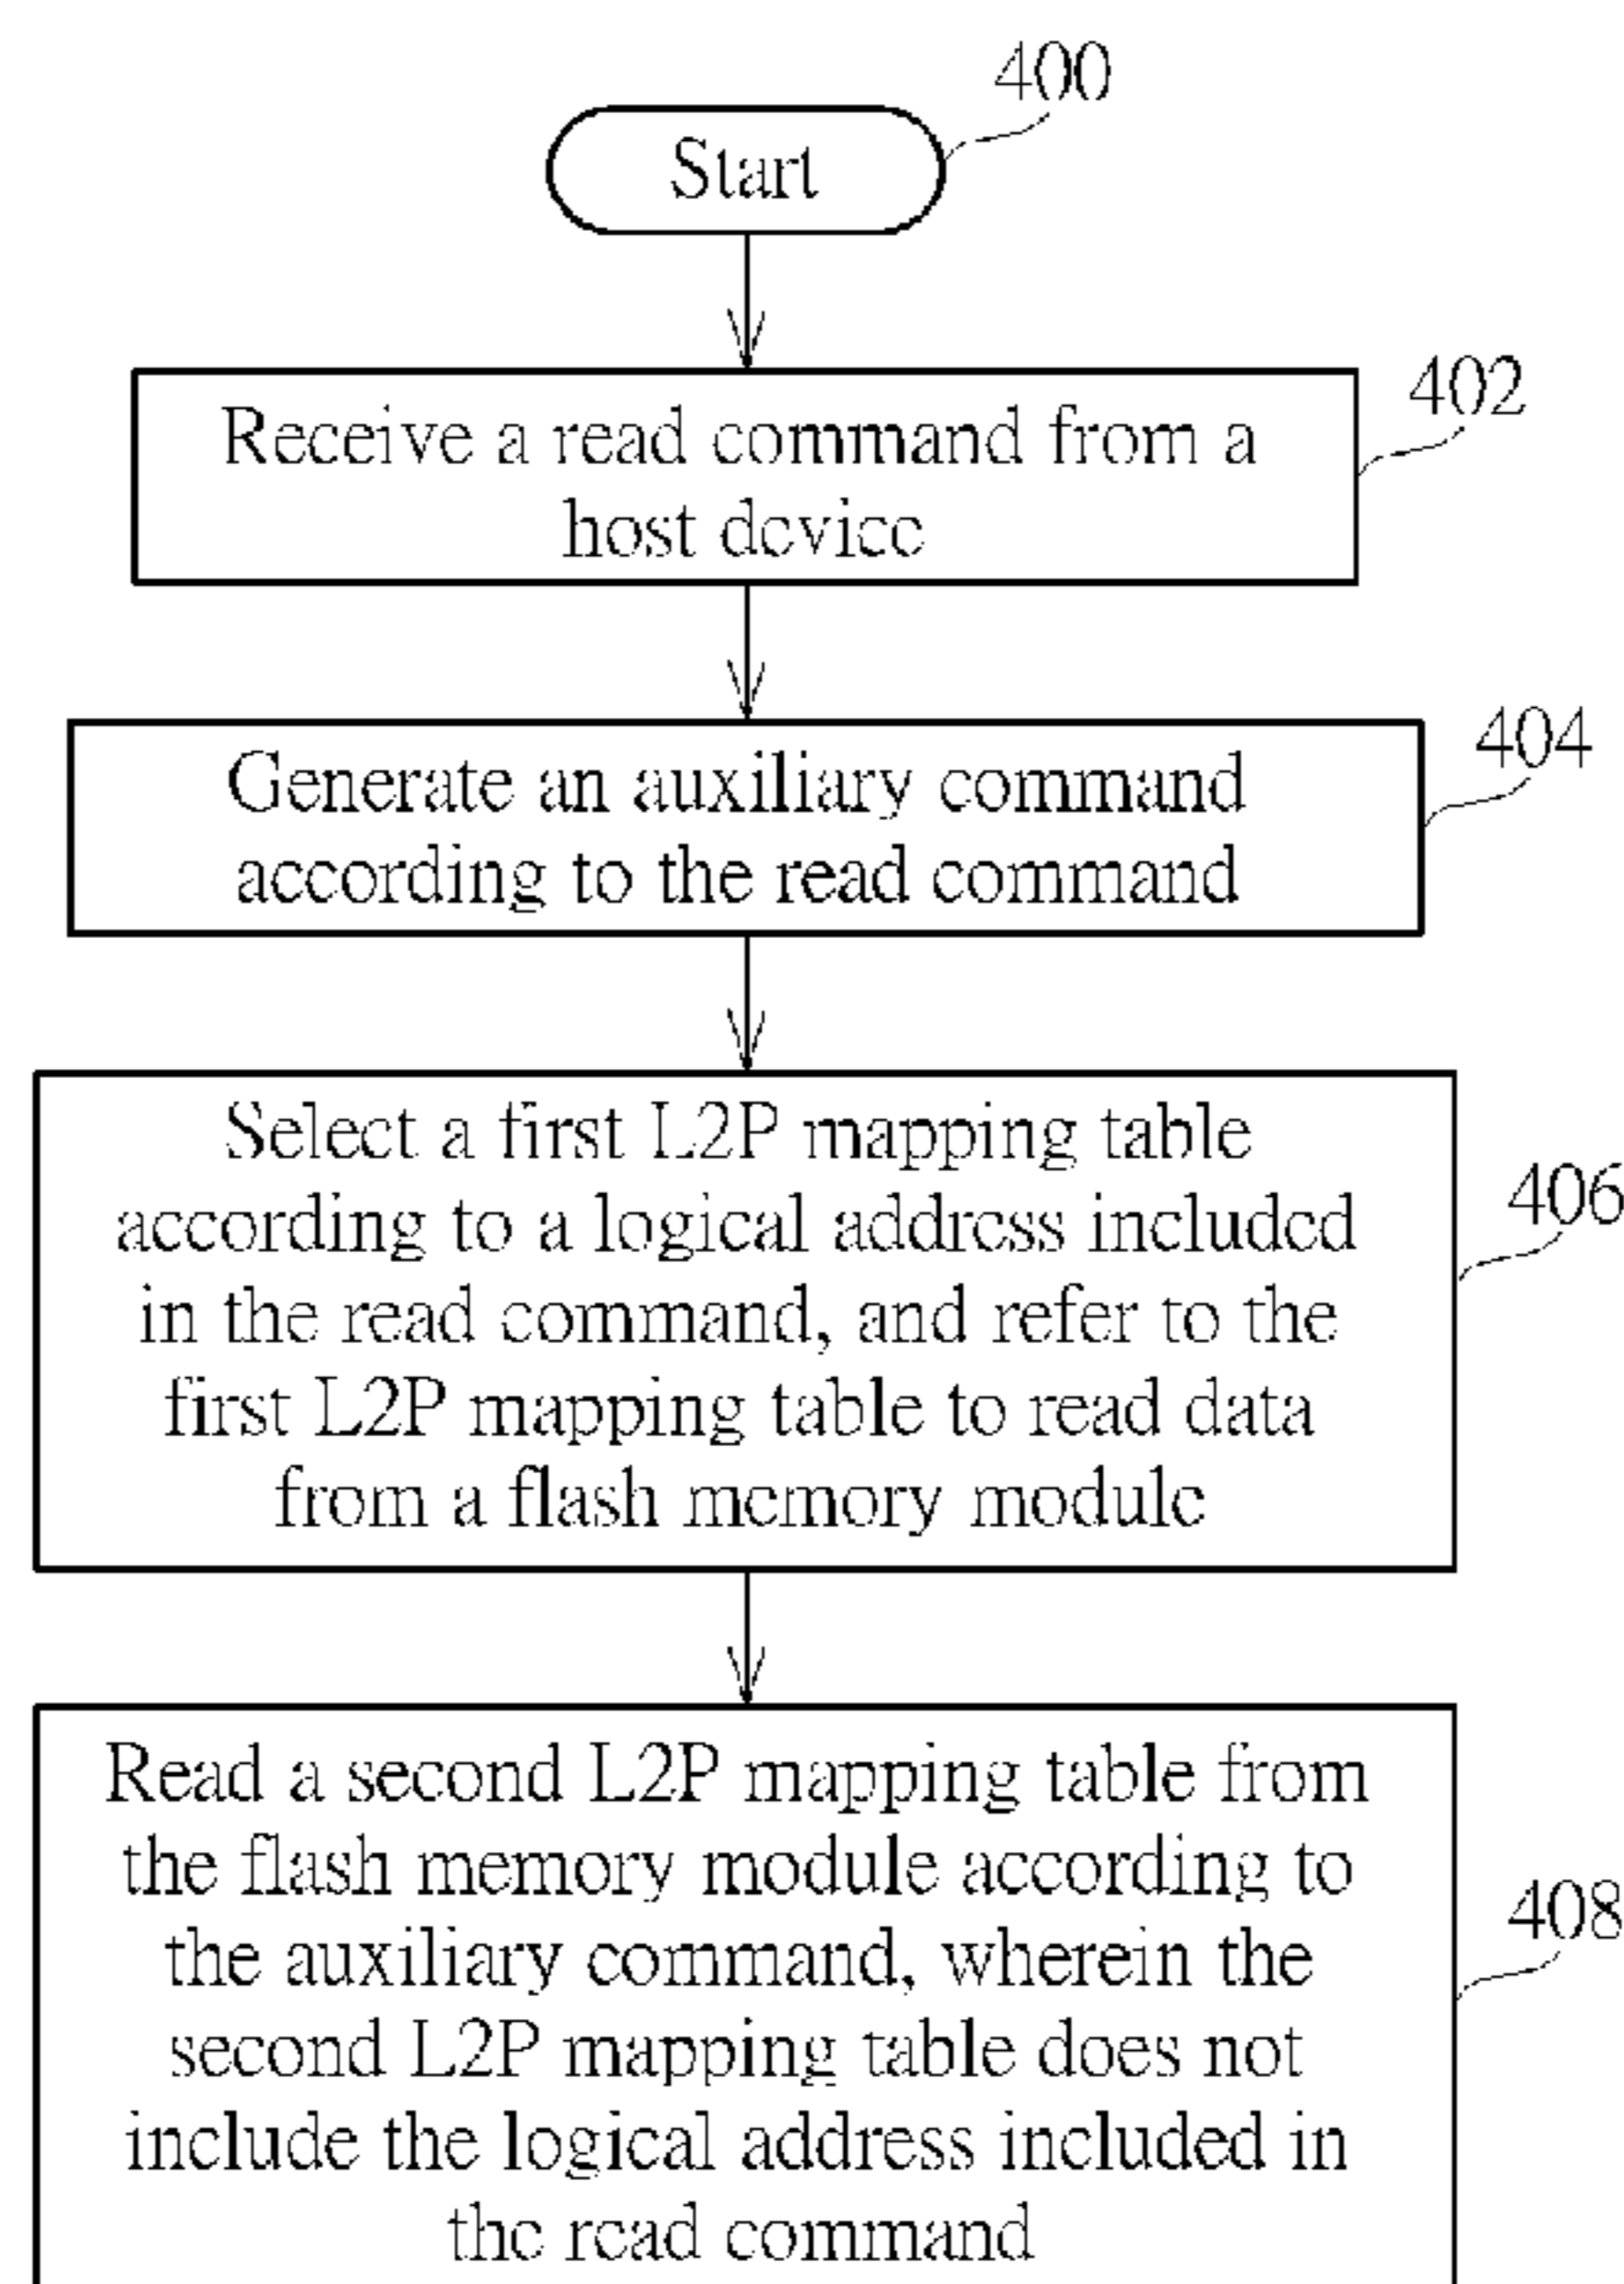 400
Start
402
Receive a read command from a
host device
404
Generate an auxiliary command
according to the read command
Select a first L2P mapping table
according to a logical address included
406
in the read command, and refer to the
first L2P mapping table to read data
from a flash memory module
Read a second L2P mapping table from
the flash memory module according to
408
the auxiliary command, wherein the
second L2P mapping table does not
include the logical address included in
the read command